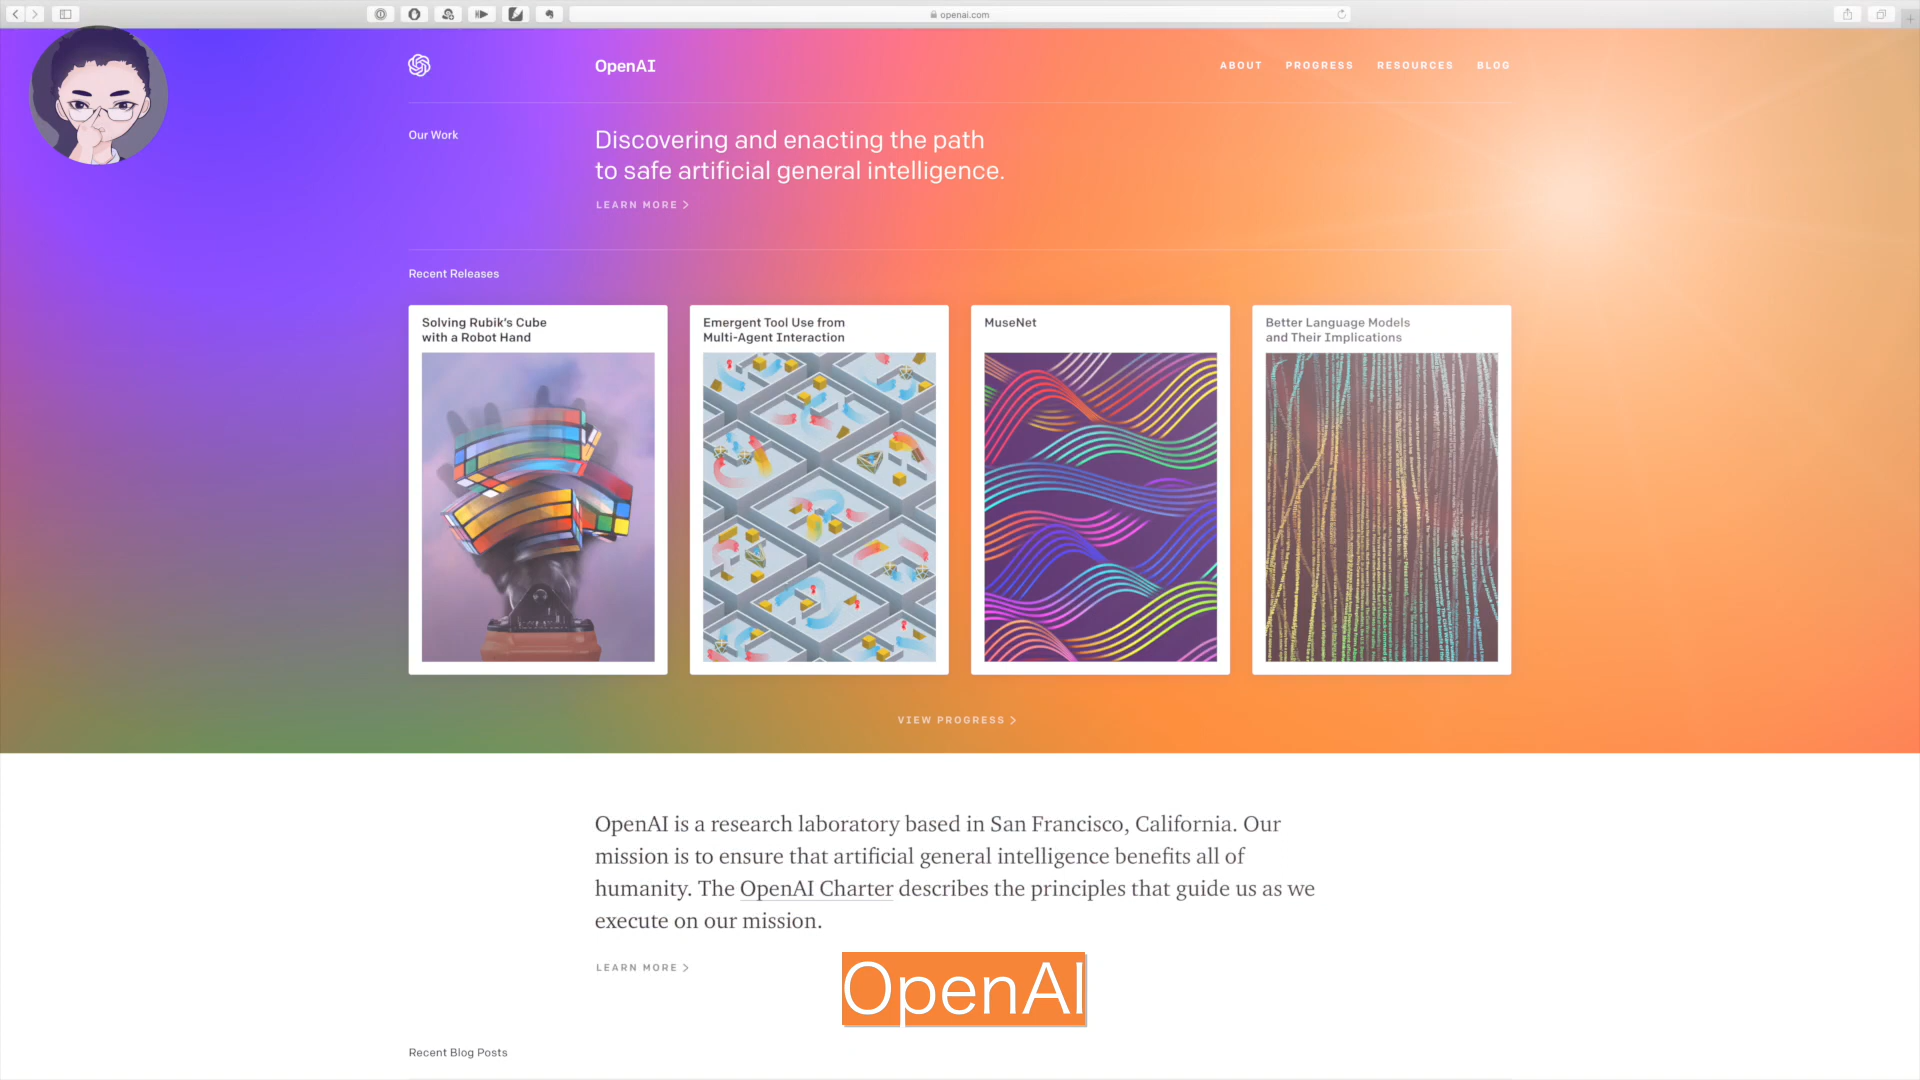 openai.com
OpenAI
ABOUT PROGRESS RESOURCES BLOG
Our Work
Discovering and enacting the path
to safe artificial general intelligence.
LEARN MORE >
Recent Releases
Solving Rubik's Cube
with a Robot Hand
Emergent Tool Use from
Multi-Agent Interaction
MuseNet
Better Language Models
and Their Implications
VIEW PROGRESS >
OpenAI is a research laboratory based in San Francisco, California. Our
mission is to ensure that artificial general intelligence benefits all of
humanity. The OpenAI Charter describes the principles that guide us as we
execute on our mission.
LEARN MORE >
OpenAI
Recent Blog Posts